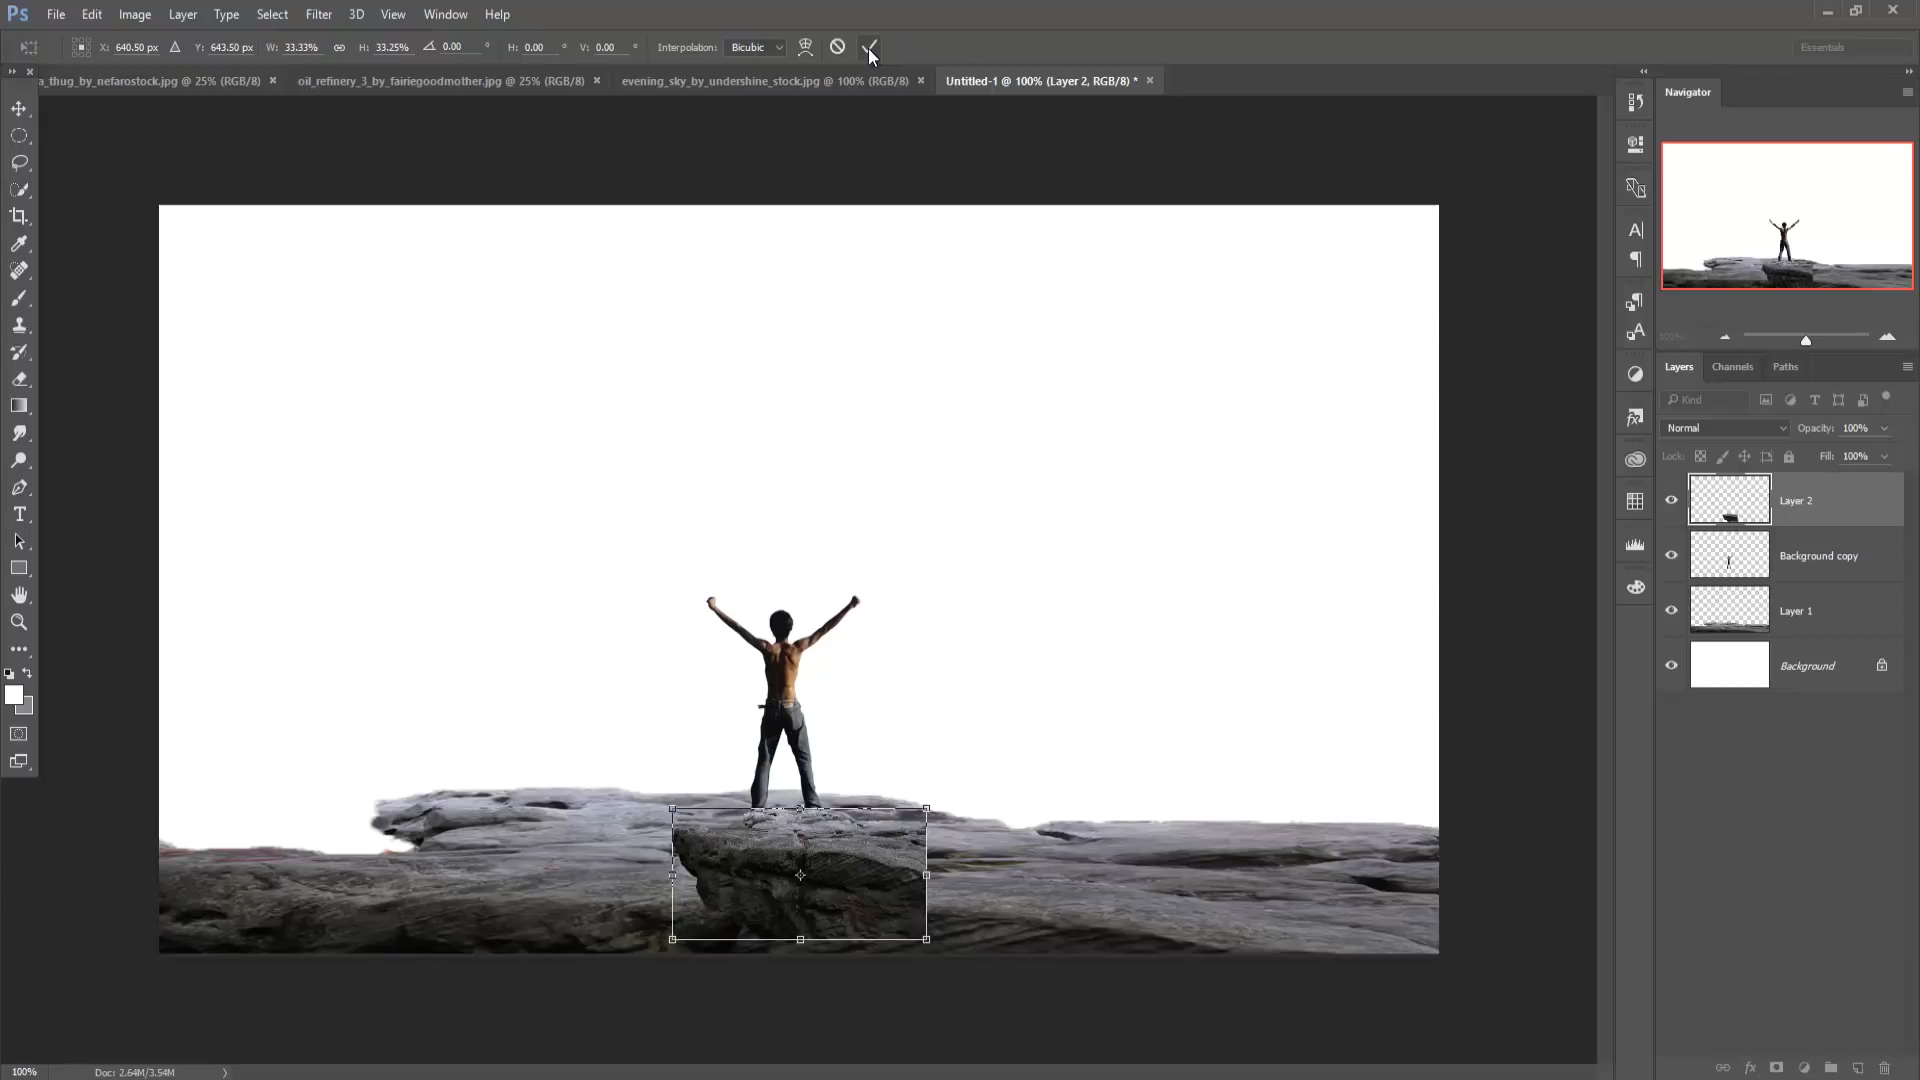 Ps File Edit Image Layer Type Select Filter 3D View Window Help
X: 640.50 px Y: 643.50 px W: 33.33% H: 33.25% 0.00 ° H: 0.00 ° V: 0.00 ° Interpolation: Bicubic Essentials
a_thug_by_nefarostock.jpg @ 25% (RGB/8) × oil_refinery_3_by_fairiegoodmother.jpg @ 25% (RGB/8) × evening_sky_by_undershine_stock.jpg @ 100% (RGB/8) × Untitled-1 @ 100% (Layer 2, RGB/8) * ×
Navigator
100%
Layers Channels Paths
Kind
Normal Opacity: 100%
Lock: Fill: 100%
Layer 2
Background copy
Layer 1
Background
100% Doc: 2.64M/3.54M